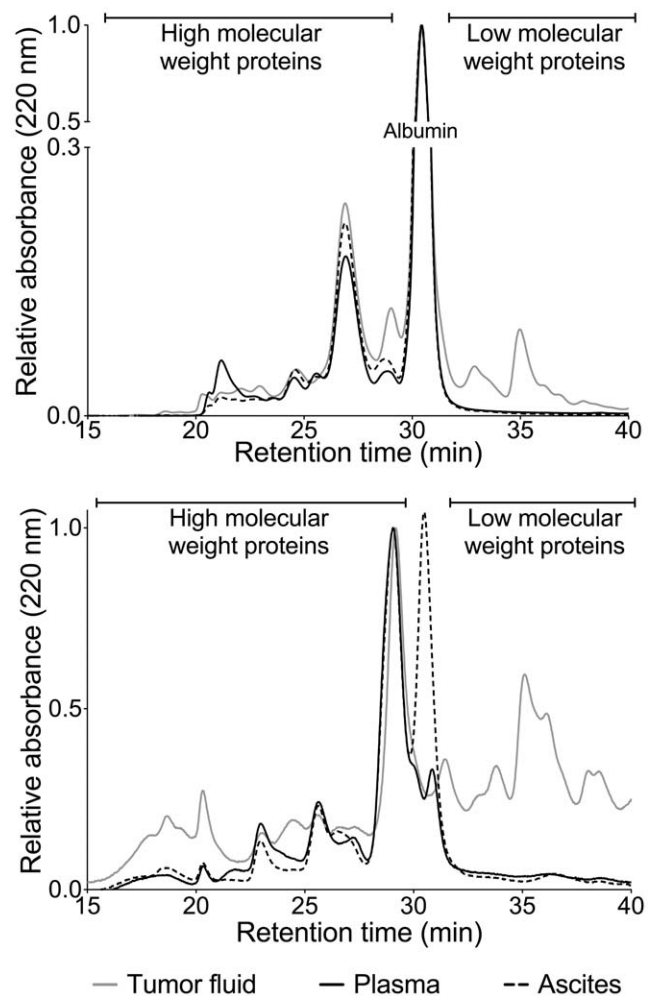 High molecular
weight proteins
Low molecular
weight proteins
Albumin
Relative absorbance (220 nm)
1.0
0.5
0.3
0.0
15 20 25 30 35 40
Retention time (min)
High molecular
weight proteins
Low molecular
weight proteins
Relative absorbance (220 nm)
1.0
0.5
0.0
15 20 25 30 35 40
Retention time (min)
Tumor fluid Plasma Ascites